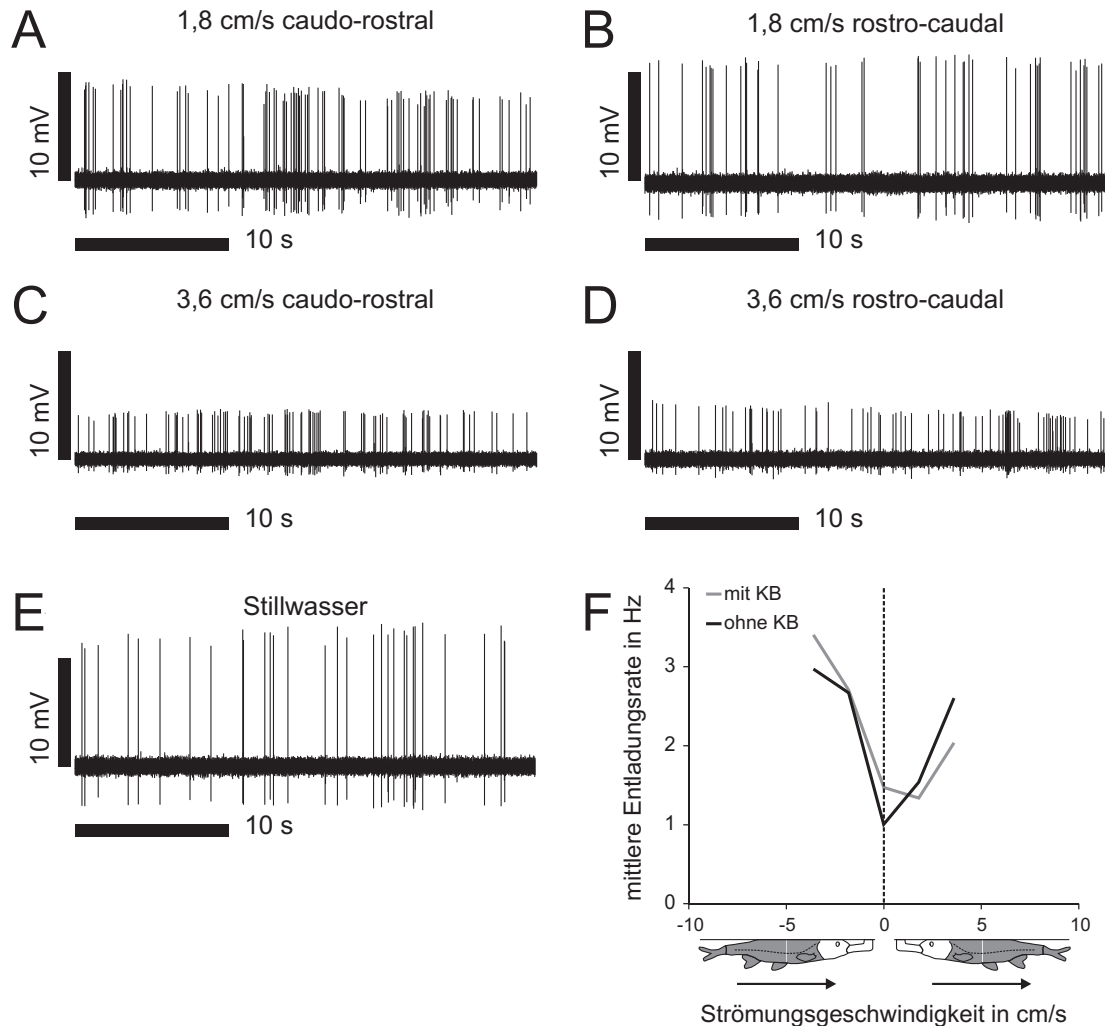 A
1,8 cm/s caudo-rostral
10 mV
10 s
B
1,8 cm/s rostro-caudal
10 mV
10 s
C
3,6 cm/s caudo-rostral
10 mV
10 s
D
3,6 cm/s rostro-caudal
10 mV
10 s
E
Stillwasser
10 mV
10 s
F
mit KB
ohne KB
mittlere Entladungsrate in Hz
4
3
2
1
0
-10 -5 0 5 10
Strömungsgeschwindigkeit in cm/s